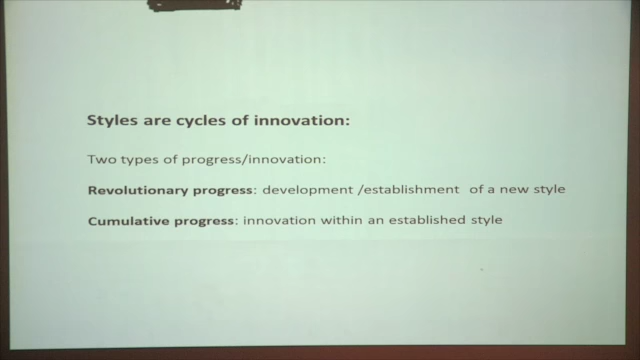 Styles are cycles of innovation:
Two types of progress/innovation:
Revolutionary progress: development /establishment of a new style
Cumulative progress: innovation within an established style